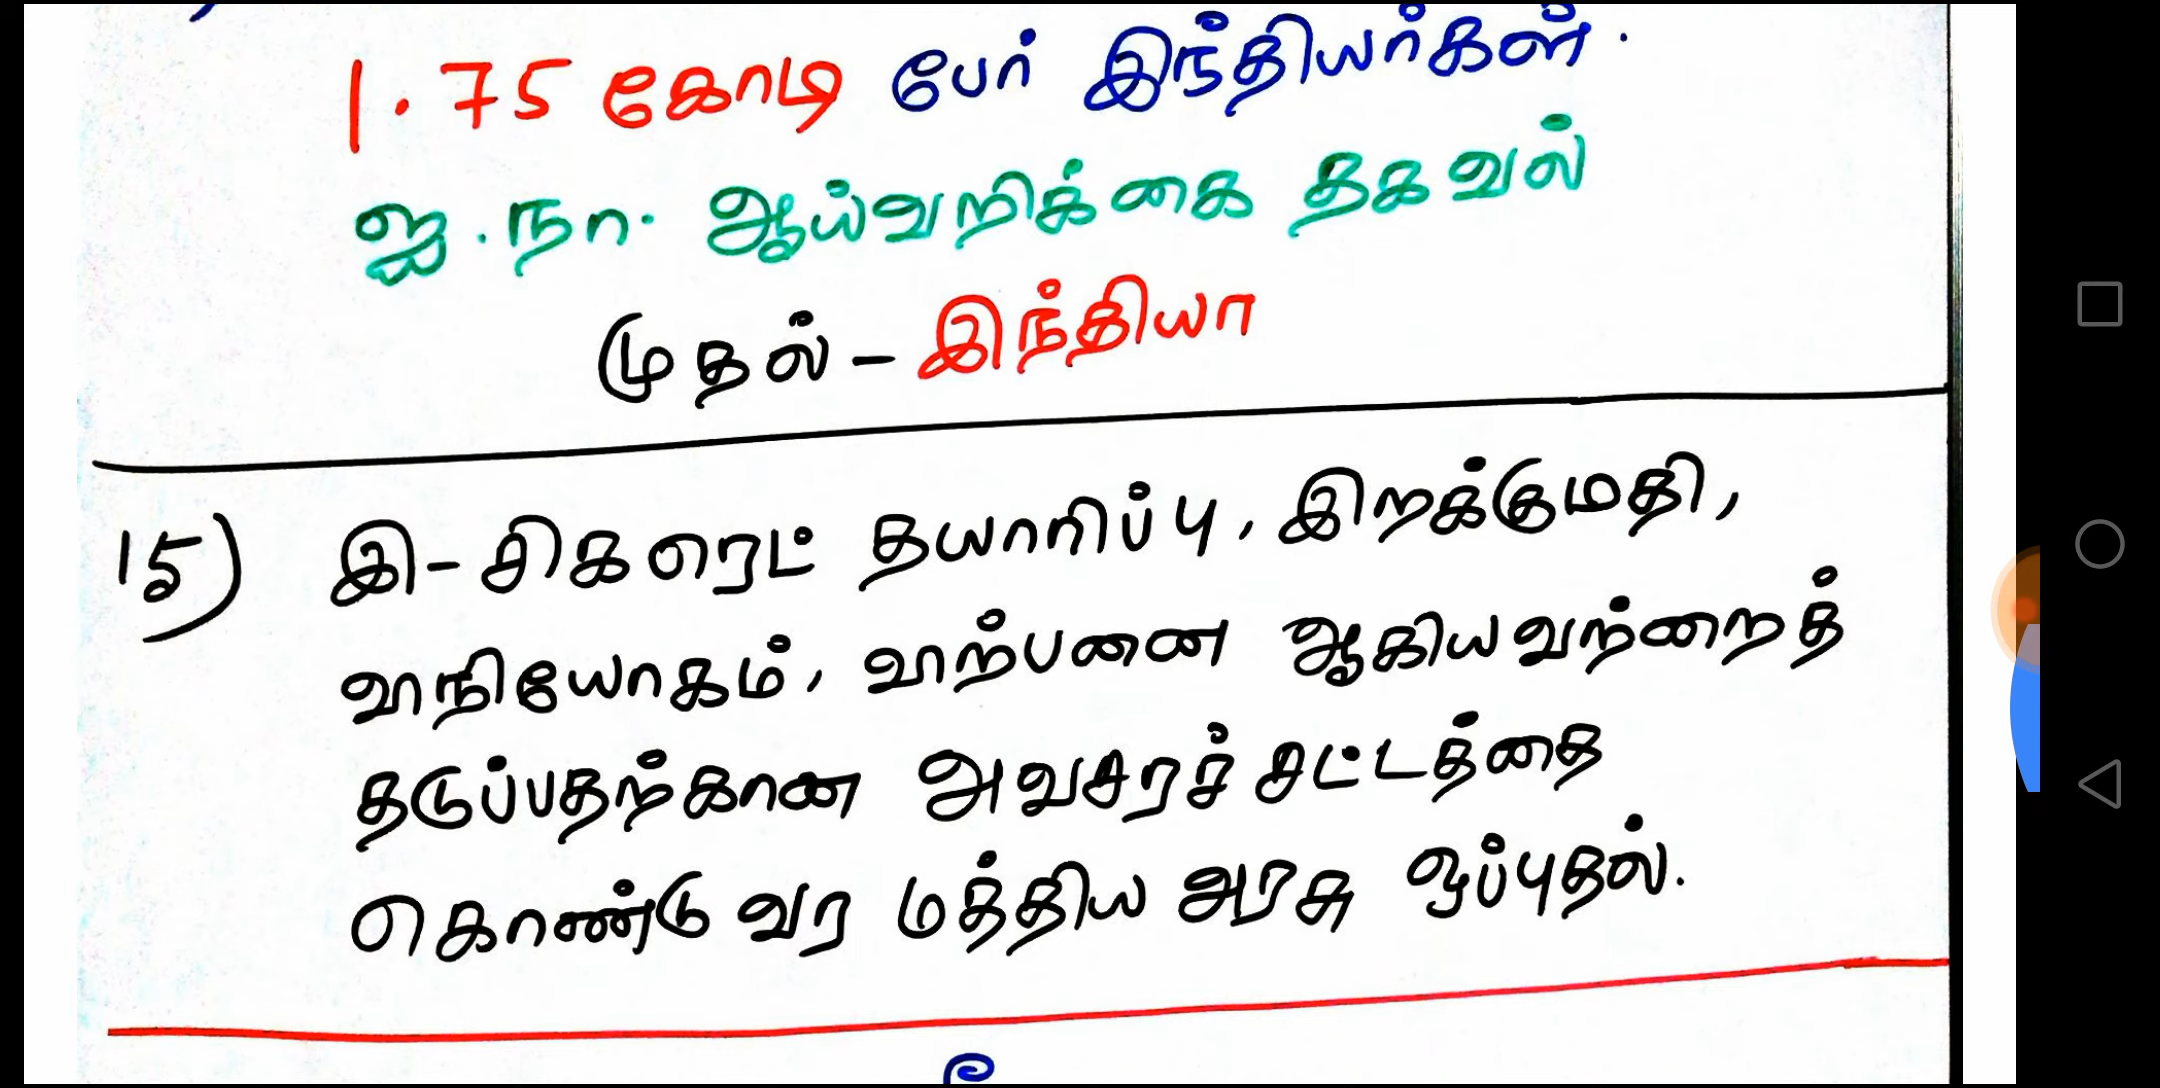 1.75 கோடி பேர் இந்தியர்கள்.
ஐ.நா. ஆய்வறிக்கை தகவல்
முதல் - இந்தியா
15) இ-சிகரெட் தயாரிப்பு, இறக்குமதி,
விநியோகம், விற்பனை ஆகியவற்றைத்
தடுப்பதற்கான அவசரச் சட்டத்தை
கொண்டு வர மத்திய அரசு ஒப்புதல்.